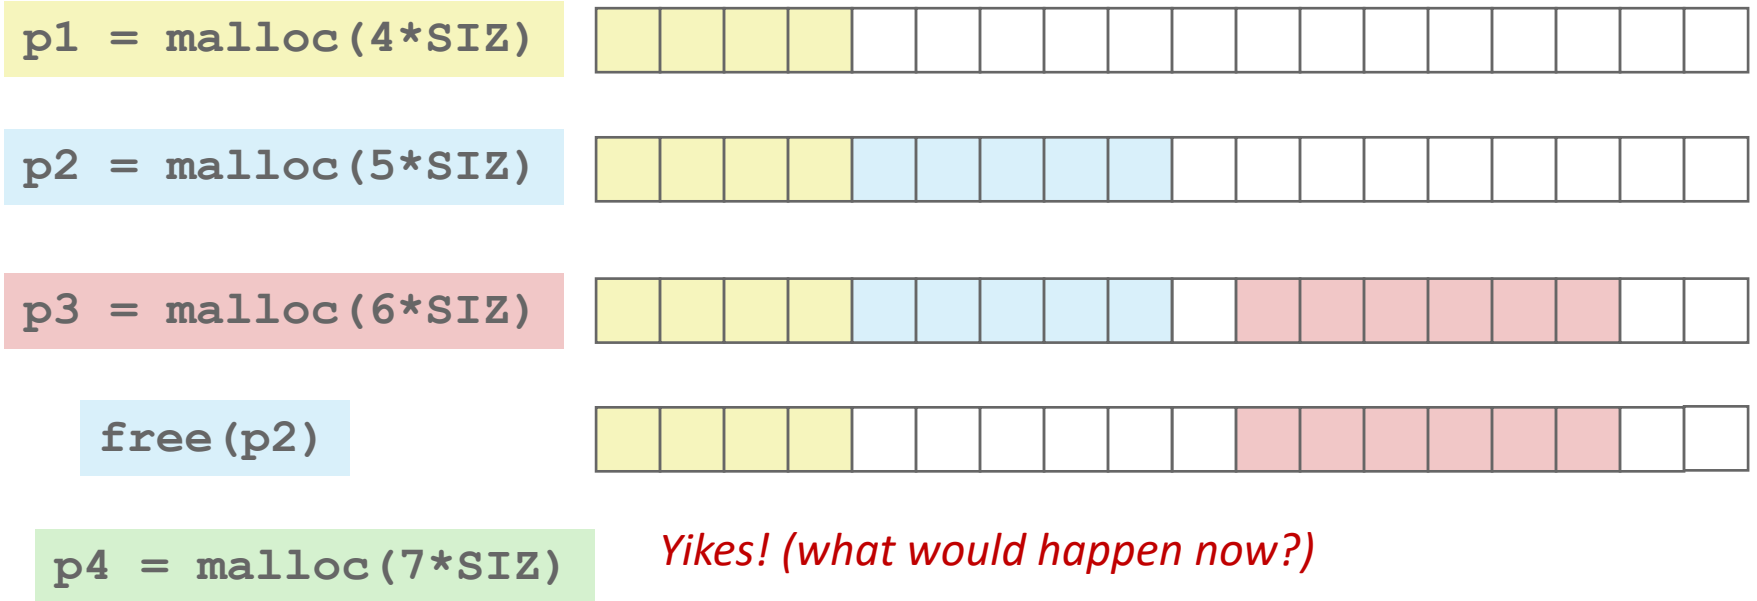 p1 = malloc(4*SIZ)
p2 = malloc(5*SIZ)
p3 = malloc(6*SIZ)
free(p2)
p4 = malloc(7*SIZ)
Yikes! (what would happen now?)